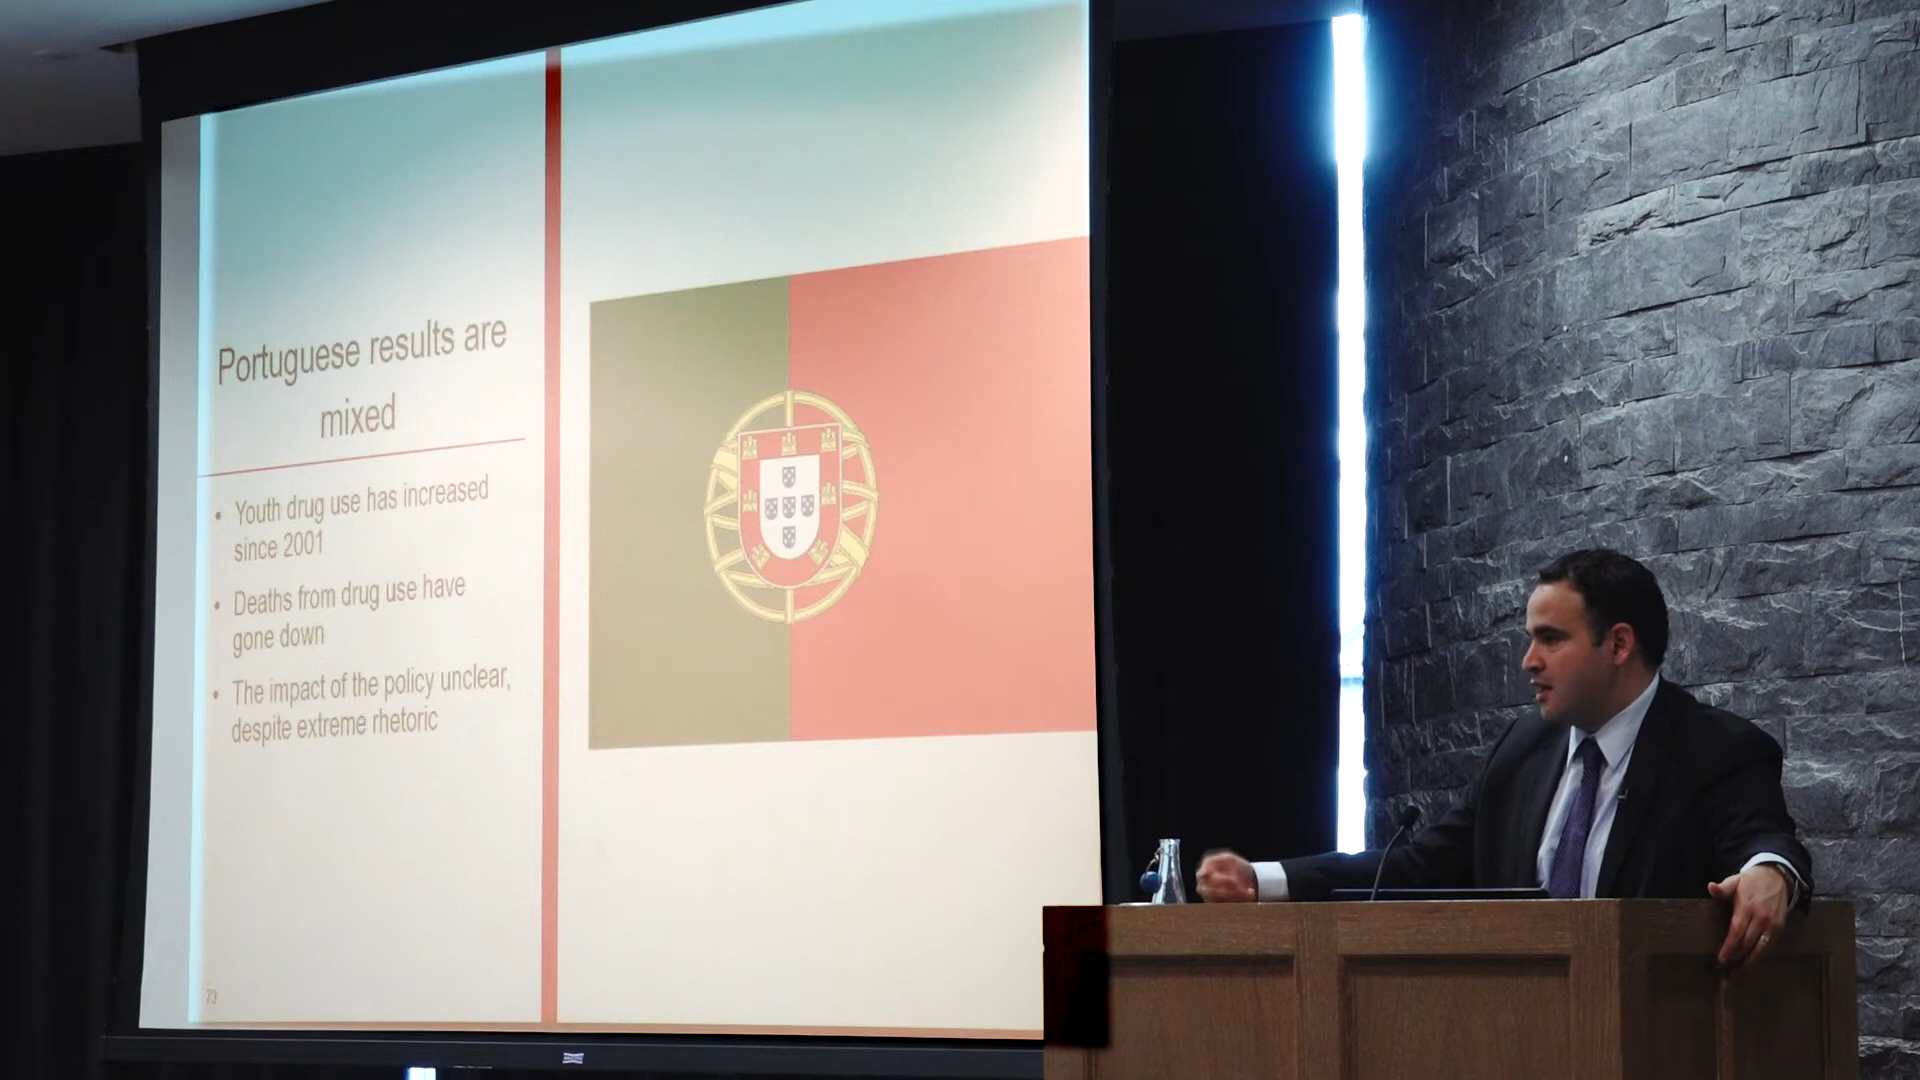 Portuguese results are
mixed
• Youth drug use has increased
since 2001
• Deaths from drug use have
gone down
• The impact of the policy unclear,
despite extreme rhetoric
73